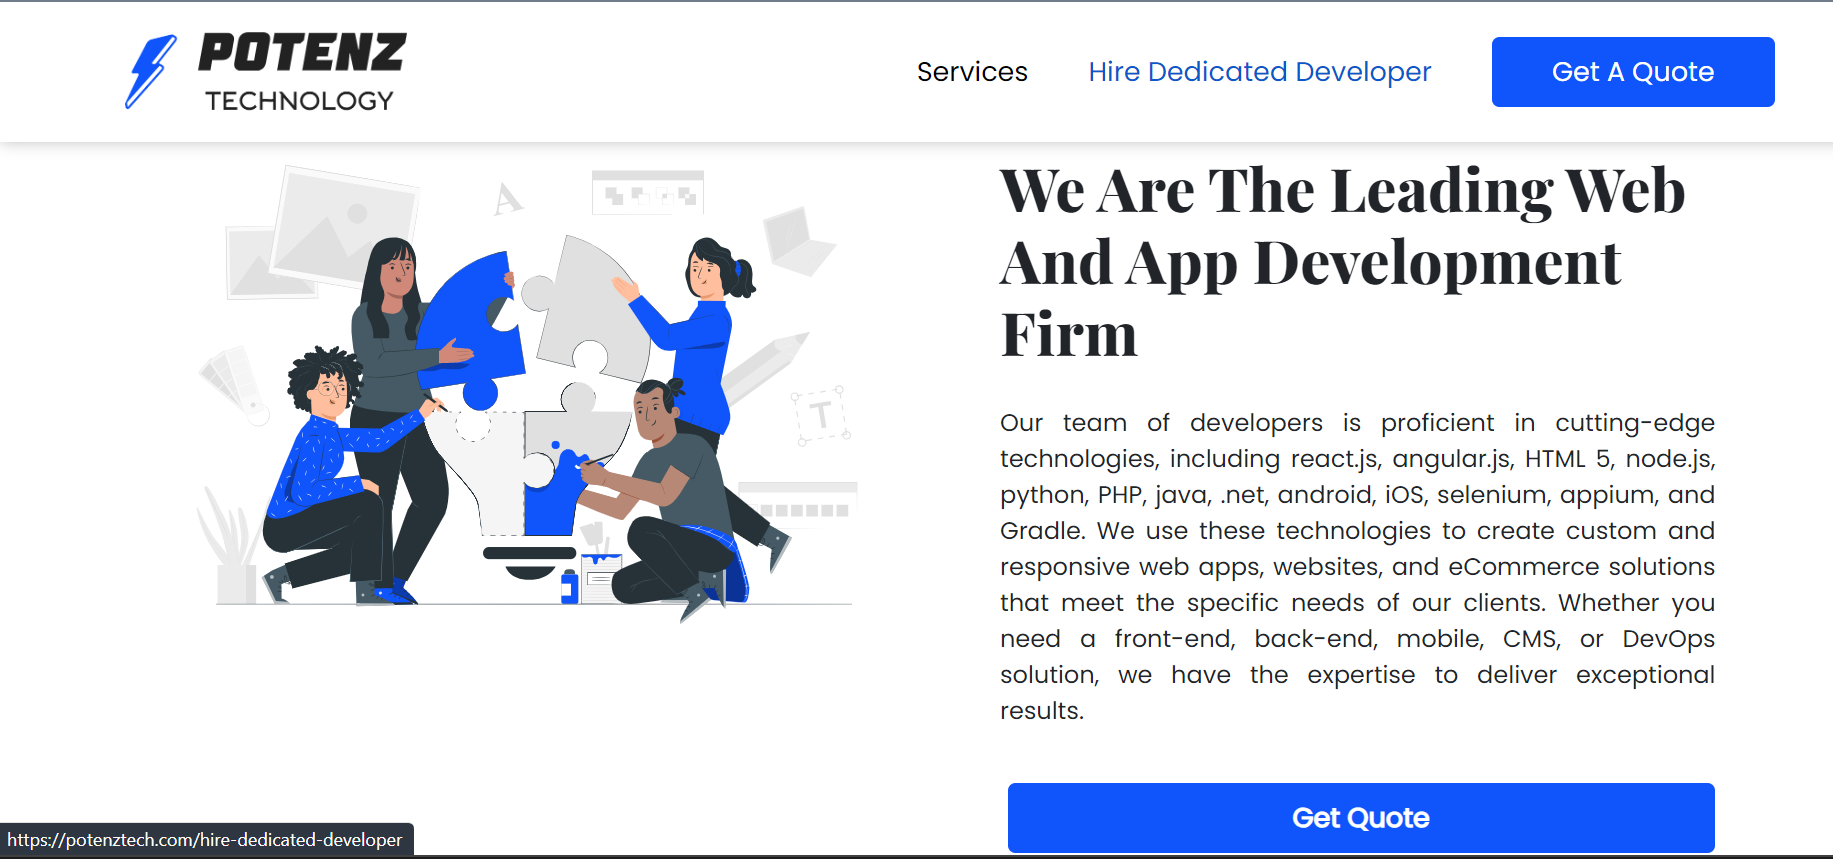 POTENZ
TECHNOLOGY
Services
Hire Dedicated Developer
Get A Quote
A
T
We Are The Leading Web
And App Development
Firm
Our team of developers is proficient in cutting-edge
technologies, including react.js, angular.js, HTML 5, node.js,
python, PHP, java, .net, android, iOS, selenium, appium, and
Gradle. We use these technologies to create custom and
responsive web apps, websites, and eCommerce solutions
that meet the specific needs of our clients. Whether you
need a front-end, back-end, mobile, CMS, or DevOps
solution, we have the expertise to deliver exceptional
results.
Get Quote
https://potenztech.com/hire-dedicated-developer